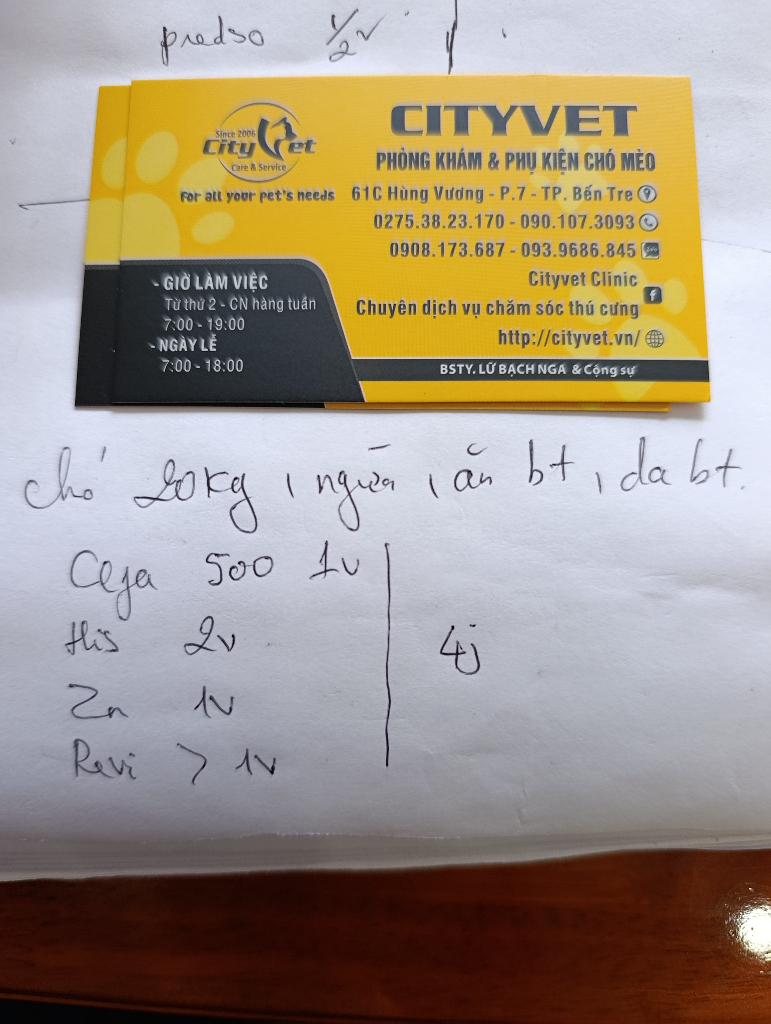 predso 1/2 v
Since 2006
City Vet
Care & Service
For all your pet's needs
CITYVET
PHÒNG KHÁM & PHỤ KIỆN CHÓ MÈO
61C Hùng Vương - P.7 - TP. Bến Tre
0275.38.23.170 - 090.107.3093
0908.173.687 - 093.9686.845
Cityvet Clinic
Chuyên dịch vụ chăm sóc thú cưng
http://cityvet.vn/
- GIỜ LÀM VIỆC
Từ thứ 2 - CN hàng tuần
7:00 - 19:00
- NGÀY LỄ
7:00 - 18:00
BSTY. LỮ BẠCH NGA & Cộng sự
chó 20kg, ngứa, ăn bt, da bt.
Cefa 500 1v
His 2v
Zn 1v
Revi > 1v
4j